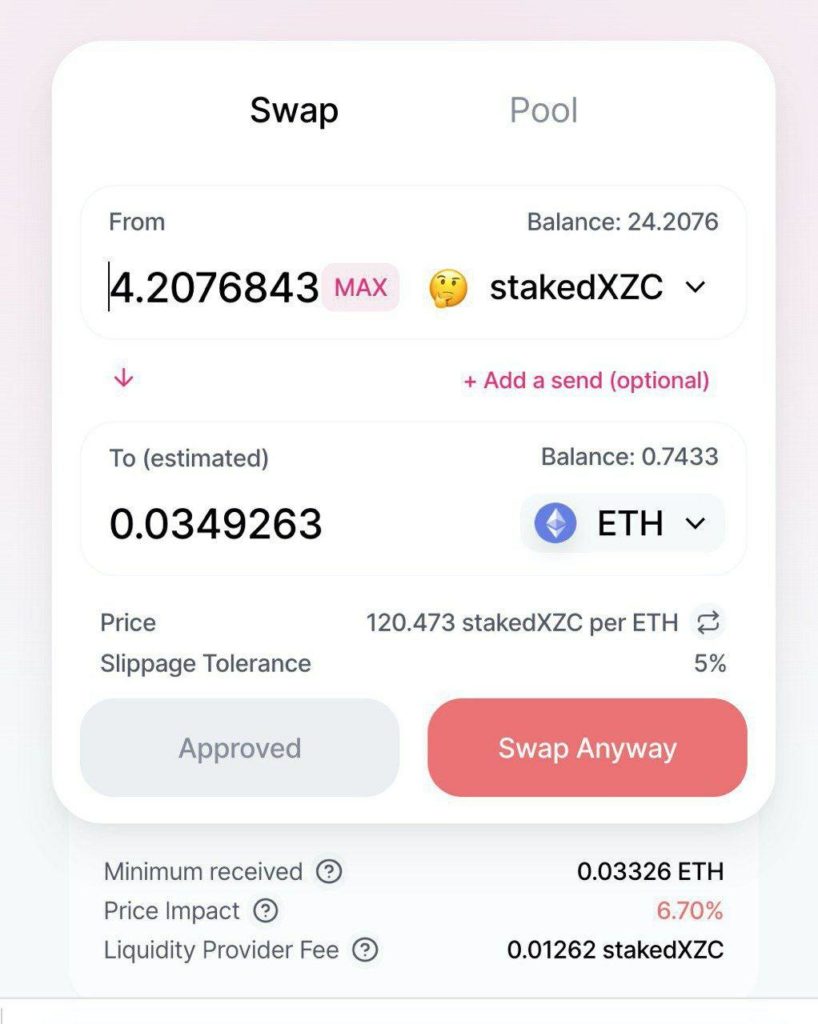 Swap Pool
From Balance: 24.2076
4.2076843 MAX stakedXZC
+ Add a send (optional)
To (estimated) Balance: 0.7433
0.0349263 ETH
Price 120.473 stakedXZC per ETH
Slippage Tolerance 5%
Approved Swap Anyway
Minimum received ? 0.03326 ETH
Price Impact ? 6.70%
Liquidity Provider Fee ? 0.01262 stakedXZC